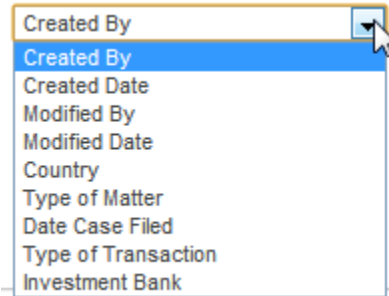 Created By
Created By
Created Date
Modified By
Modified Date
Country
Type of Matter
Date Case Filed
Type of Transaction
Investment Bank